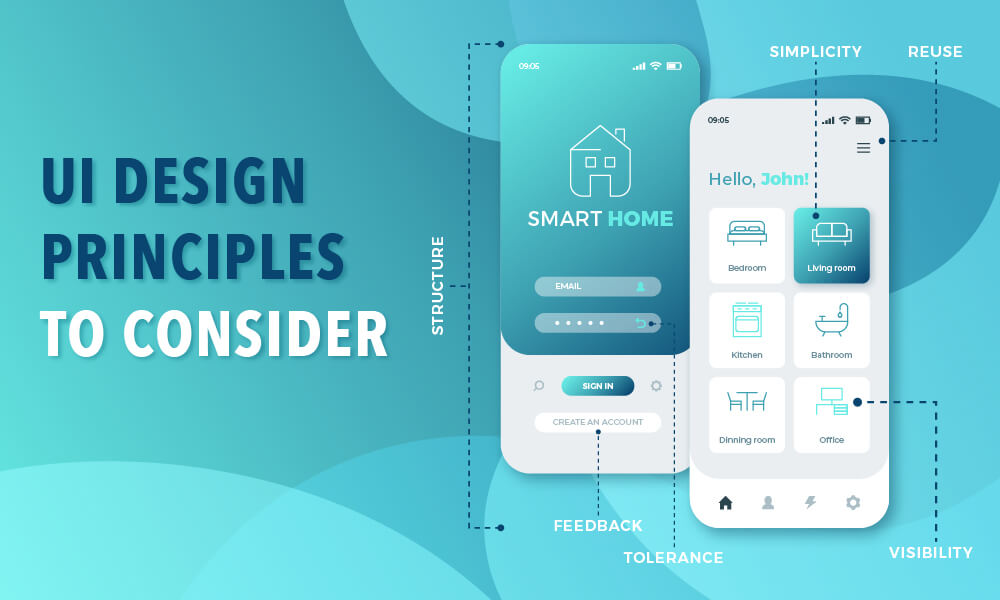 UI DESIGN
PRINCIPLES
TO CONSIDER
STRUCTURE
09:05
SMART HOME
EMAIL
SIGN IN
CREATE AN ACCOUNT
FEEDBACK
TOLERANCE
SIMPLICITY
REUSE
09:05
Hello, John!
Bedroom
Living room
Kitchen
Bathroom
Dinning room
Office
VISIBILITY